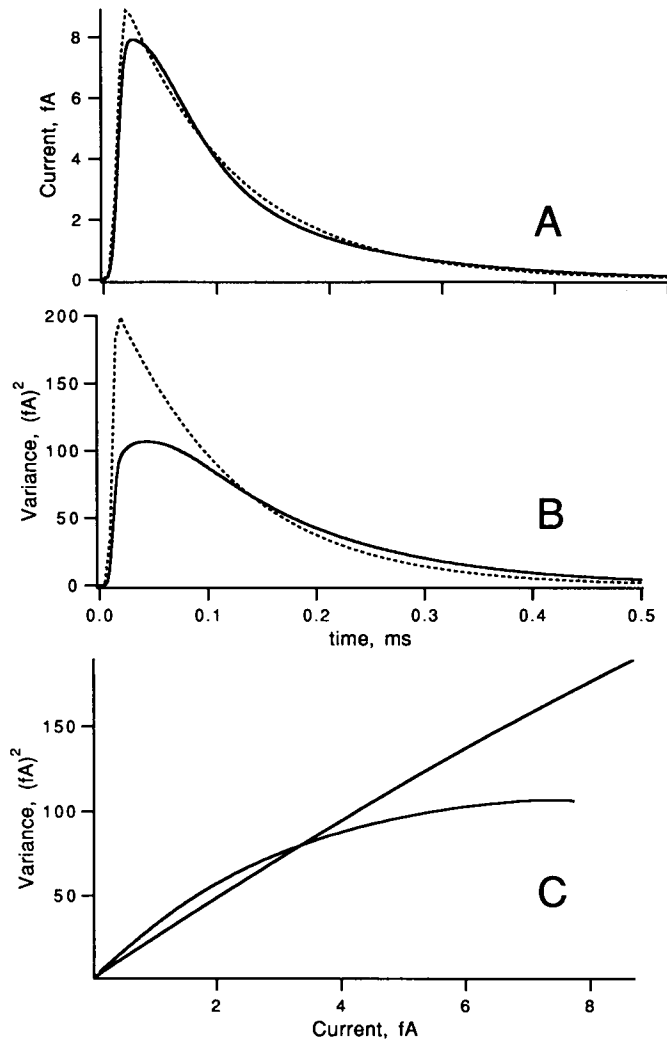 Current, fA
8
6
4
2
0
A
Variance, (fA)²
200
150
100
50
0
B
0.0 0.1 0.2 0.3 0.4 0.5
time, ms
Variance, (fA)²
150
100
50
C
2 4 6 8
Current, fA